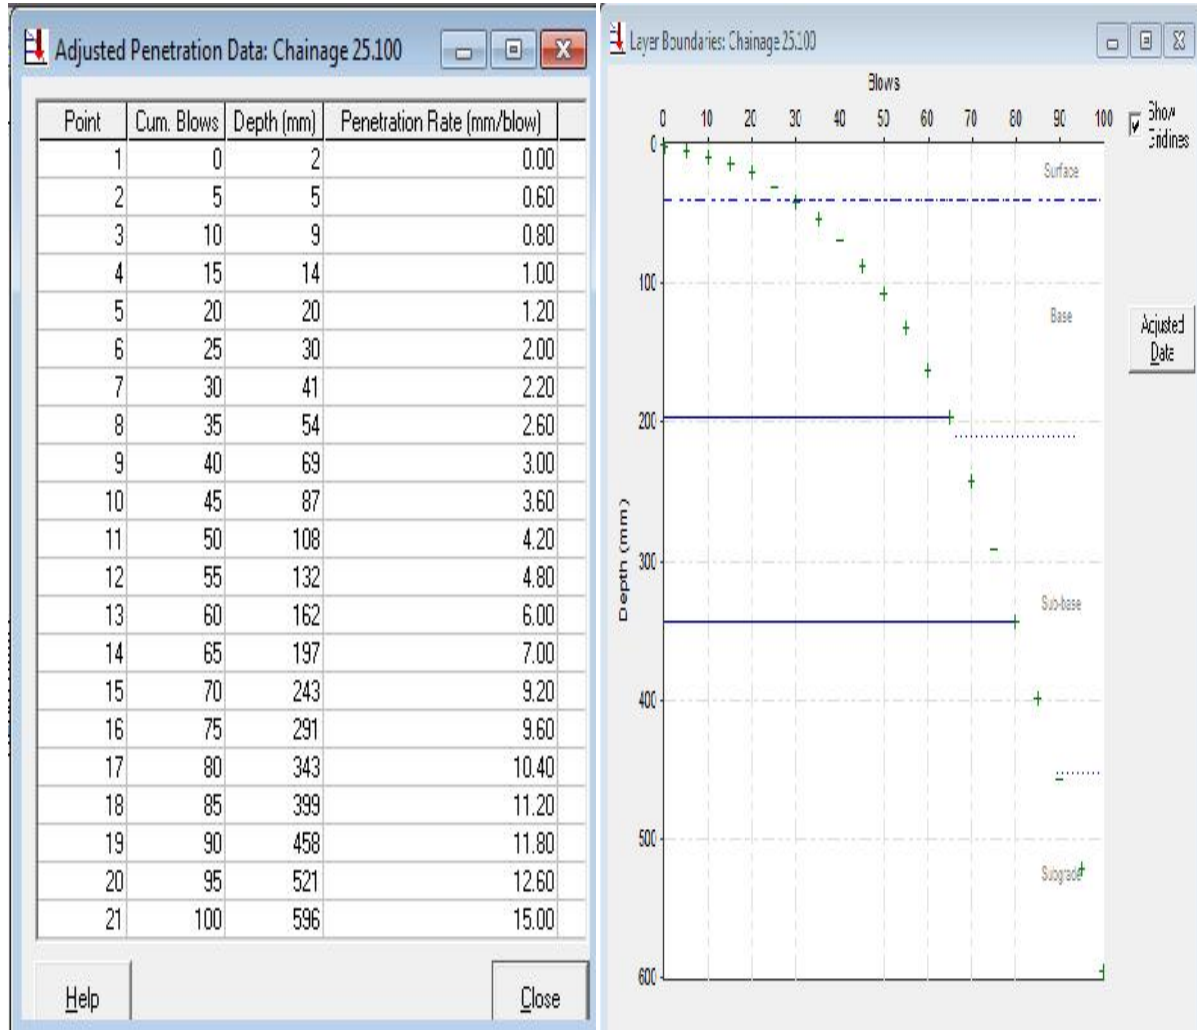 Adjusted Penetration Data: Chainage 25.100
Point Cum. Blows Depth (mm) Penetration Rate (mm/blow)
1 0 2 0.00
2 5 5 0.60
3 10 9 0.80
4 15 14 1.00
5 20 20 1.20
6 25 30 2.00
7 30 41 2.20
8 35 54 2.60
9 40 69 3.00
10 45 87 3.60
11 50 108 4.20
12 55 132 4.80
13 60 162 6.00
14 65 197 7.00
15 70 243 9.20
16 75 291 9.60
17 80 343 10.40
18 85 399 11.20
19 90 458 11.80
20 95 521 12.60
21 100 596 15.00
Help Close
Layer Boundaries: Chainage 25.100
Blows
0 10 20 30 40 50 60 70 80 90 100
Show
Gridlines
0
Surface
100
Base
Adjusted
Data
200
Depth (mm)
300
Sub-base
400
500
Subgrade
600